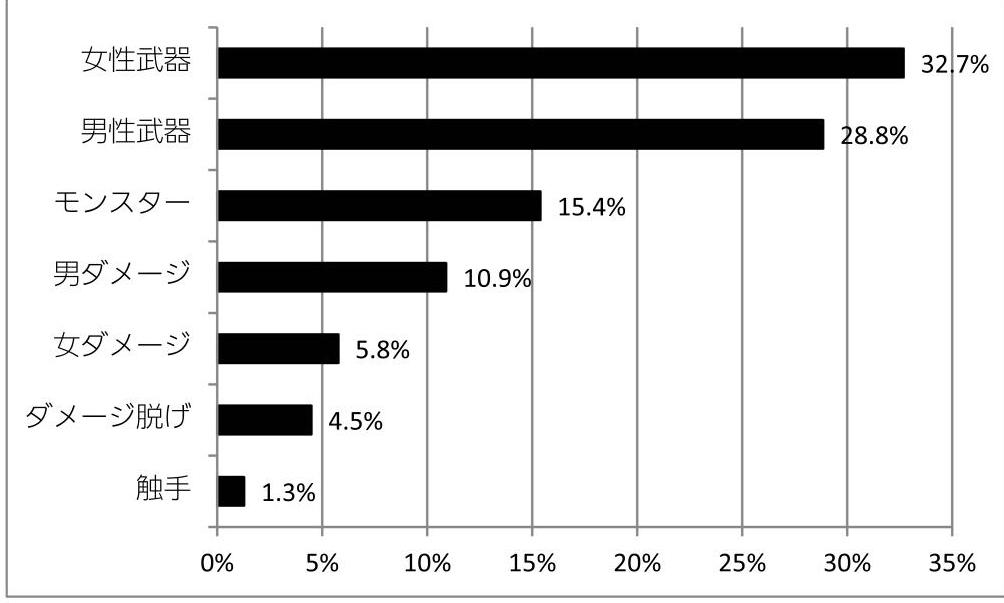 女性武器 32.7%
男性武器 28.8%
モンスター 15.4%
男ダメージ 10.9%
女ダメージ 5.8%
ダメージ脱げ 4.5%
触手 1.3%
0% 5% 10% 15% 20% 25% 30% 35%